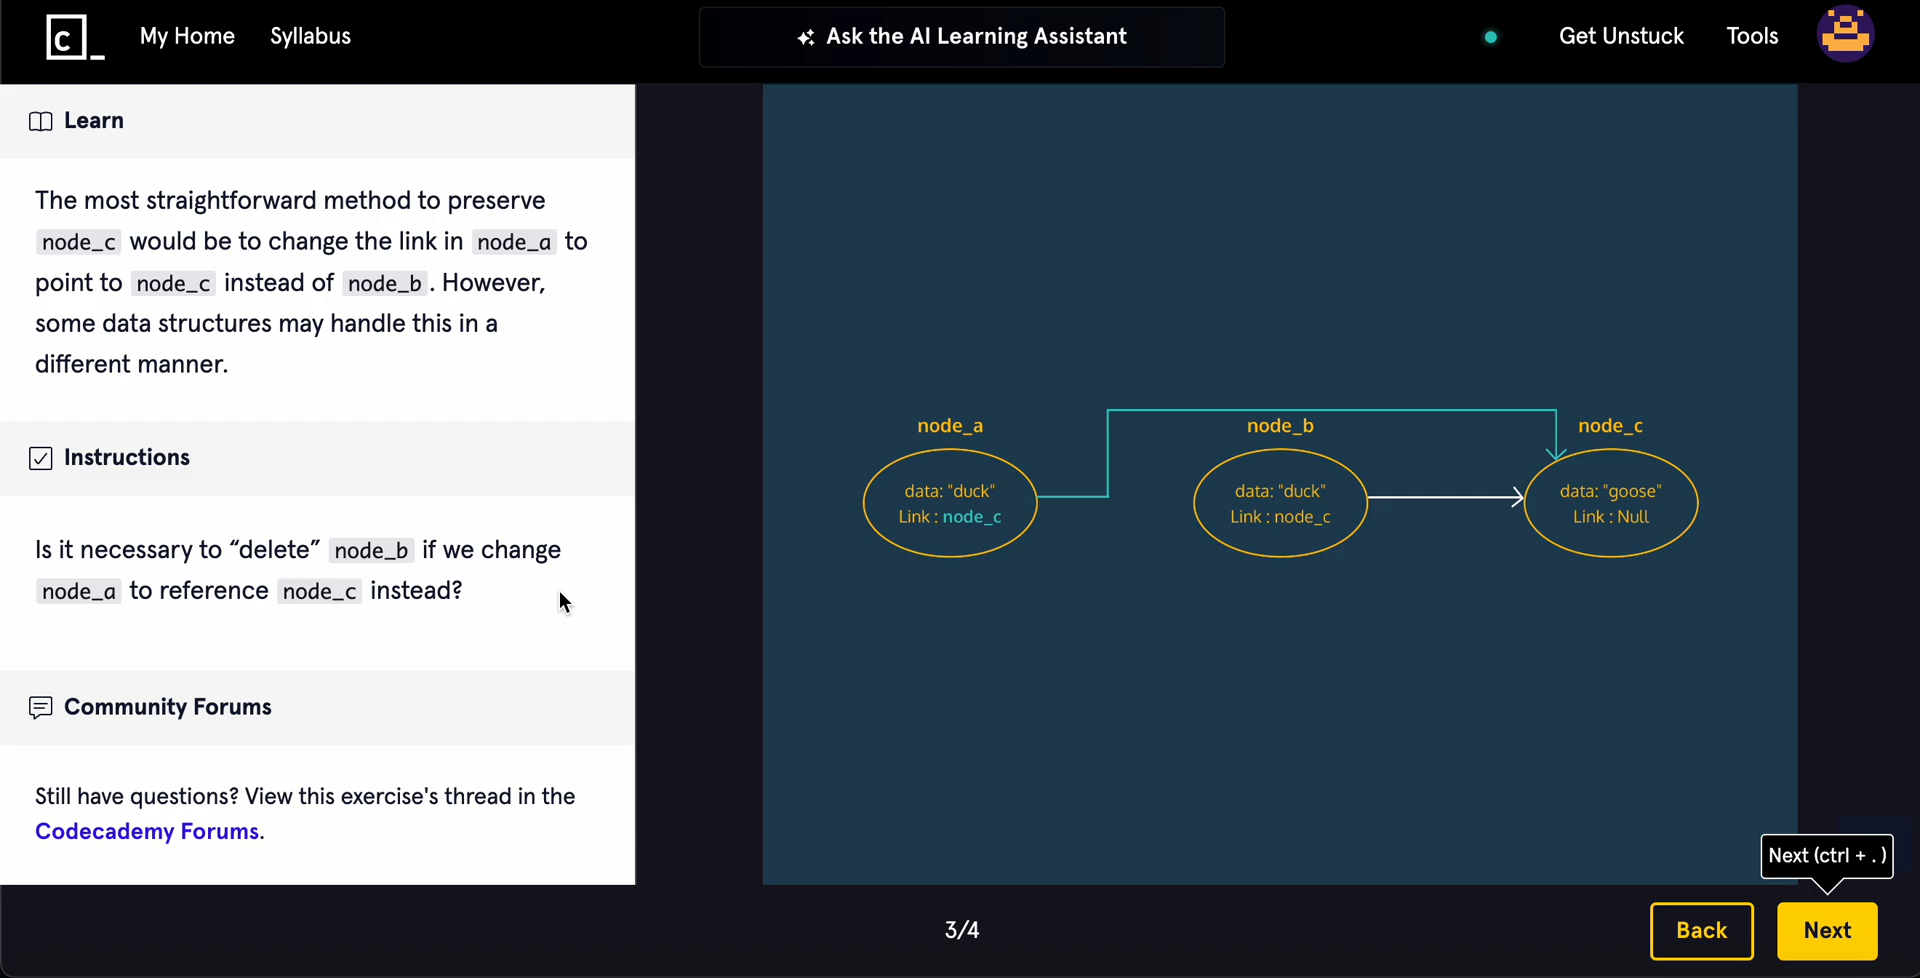 c_
My Home
Syllabus
Ask the AI Learning Assistant
Get Unstuck
Tools
Learn
The most straightforward method to preserve
node_c would be to change the link in node_a to
point to node_c instead of node_b. However,
some data structures may handle this in a
different manner.
Instructions
Is it necessary to “delete” node_b if we change
node_a to reference node_c instead?
Community Forums
Still have questions? View this exercise's thread in the
Codecademy Forums.
node_a
data: "duck"
Link : node_c
node_b
data: "duck"
Link : node_c
node_c
data: "goose"
Link : Null
Next (ctrl + . )
3/4
Back
Next